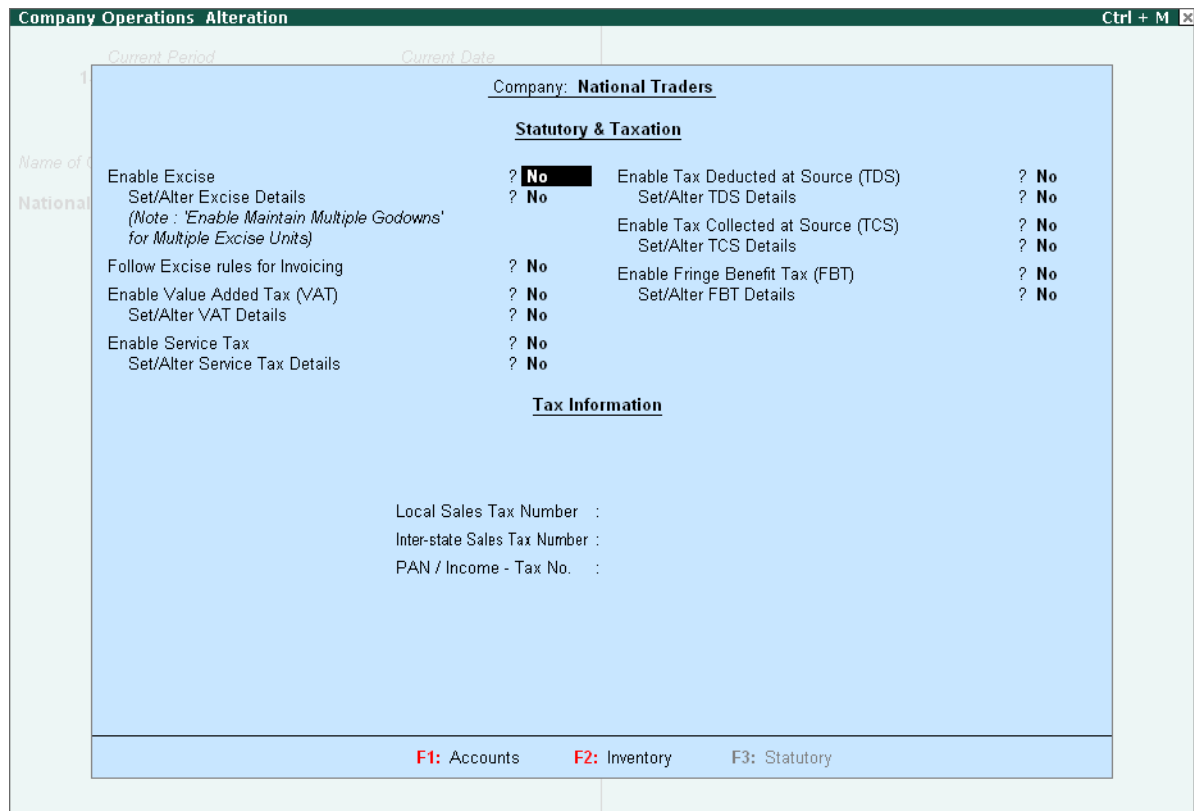 Company Operations Alteration
Ctrl + M
Current Period
Current Date
1
Company: National Traders
Statutory & Taxation
Name of
National
Enable Excise ? No
Set/Alter Excise Details ? No
(Note : 'Enable Maintain Multiple Godowns'
for Multiple Excise Units)
Follow Excise rules for Invoicing ? No
Enable Value Added Tax (VAT) ? No
Set/Alter VAT Details ? No
Enable Service Tax ? No
Set/Alter Service Tax Details ? No
Enable Tax Deducted at Source (TDS) ? No
Set/Alter TDS Details ? No
Enable Tax Collected at Source (TCS) ? No
Set/Alter TCS Details ? No
Enable Fringe Benefit Tax (FBT) ? No
Set/Alter FBT Details ? No
Tax Information
Local Sales Tax Number :
Inter-state Sales Tax Number :
PAN / Income - Tax No. :
F1: Accounts F2: Inventory F3: Statutory